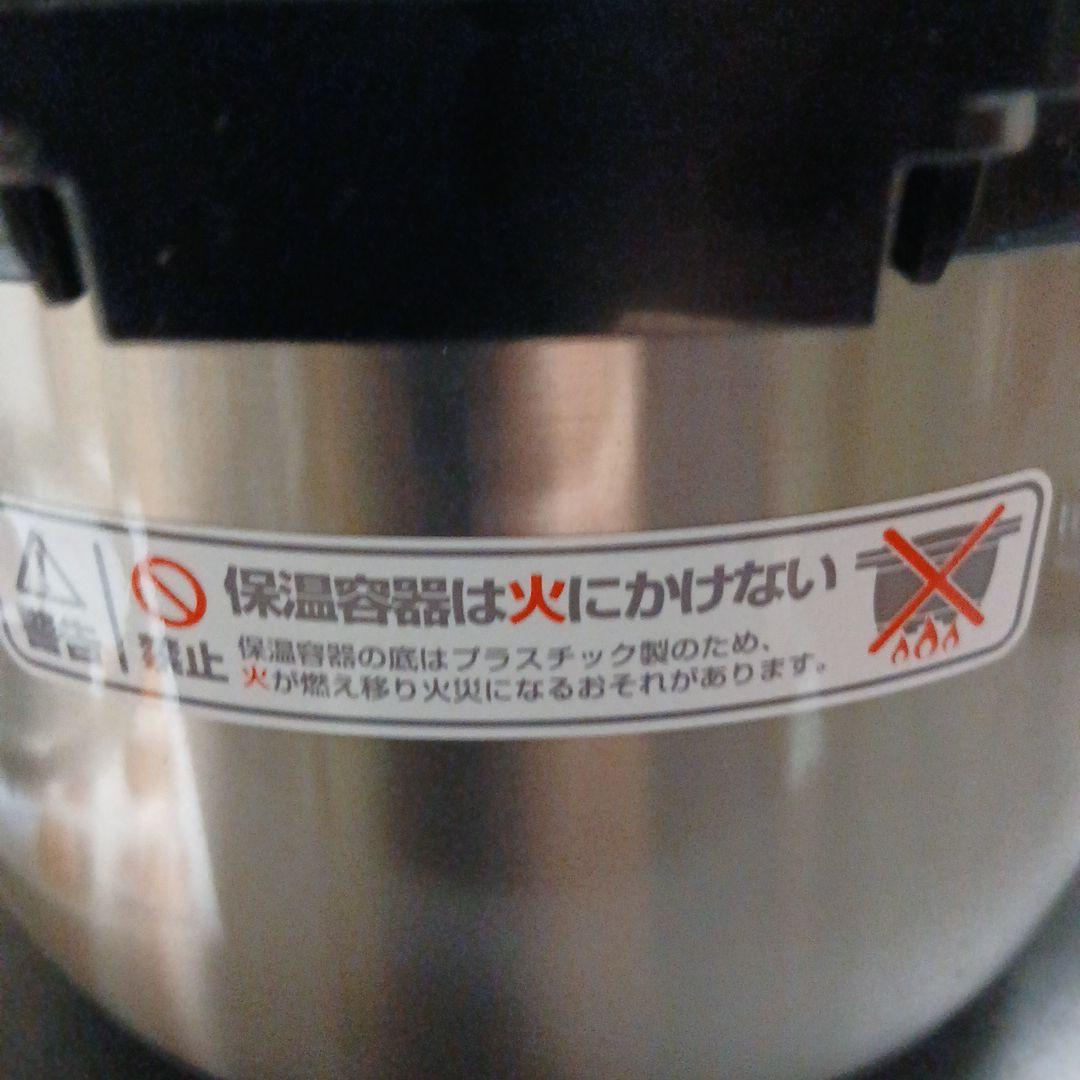 警告
禁止
保温容器は火にかけない
保温容器の底はプラスチック製のため、
火が燃え移り火災になるおそれがあります。